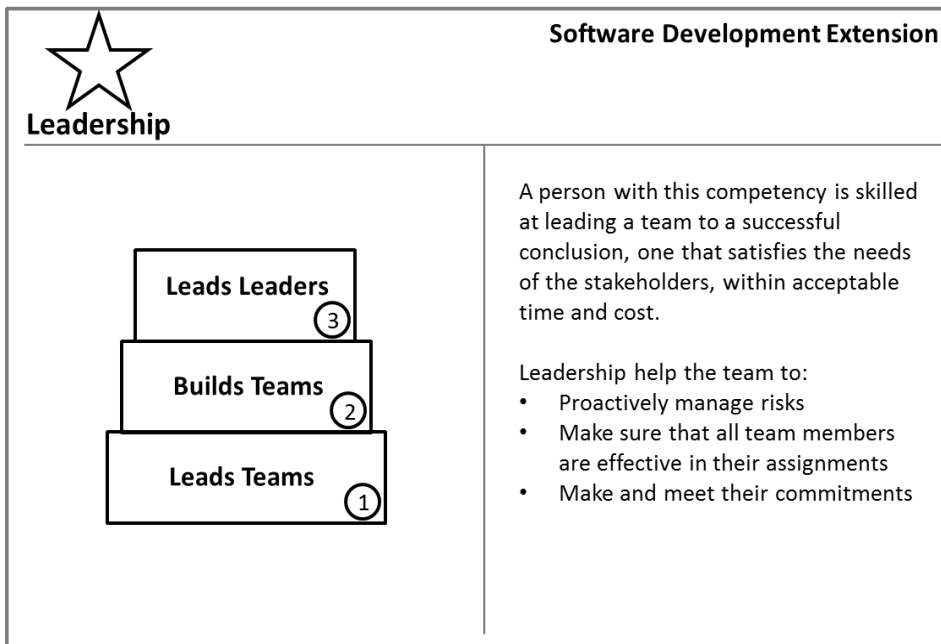 Software Development Extension
Leadership
Leads Leaders
3
Builds Teams
2
Leads Teams
1
A person with this competency is skilled
at leading a team to a successful
conclusion, one that satisfies the needs
of the stakeholders, within acceptable
time and cost.
Leadership help the team to:
• Proactively manage risks
• Make sure that all team members
are effective in their assignments
• Make and meet their commitments